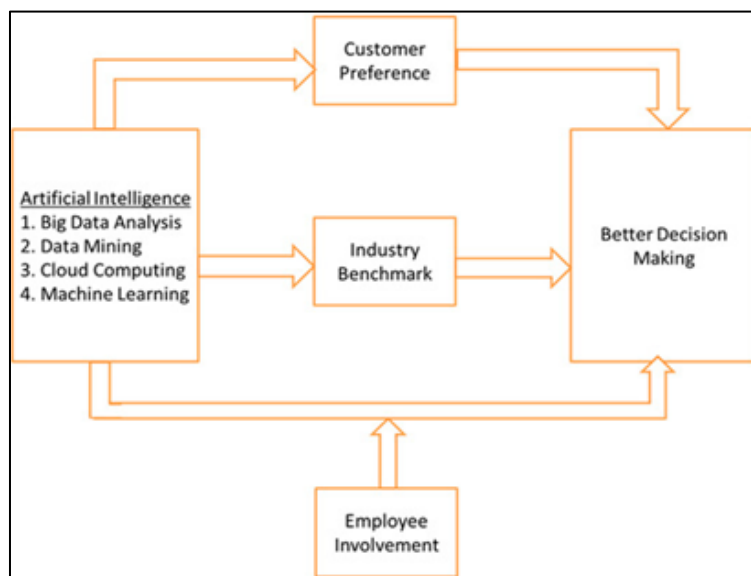 Customer
Preference
Artificial Intelligence
1. Big Data Analysis
2. Data Mining
3. Cloud Computing
4. Machine Learning
Industry
Benchmark
Better Decision
Making
Employee
Involvement